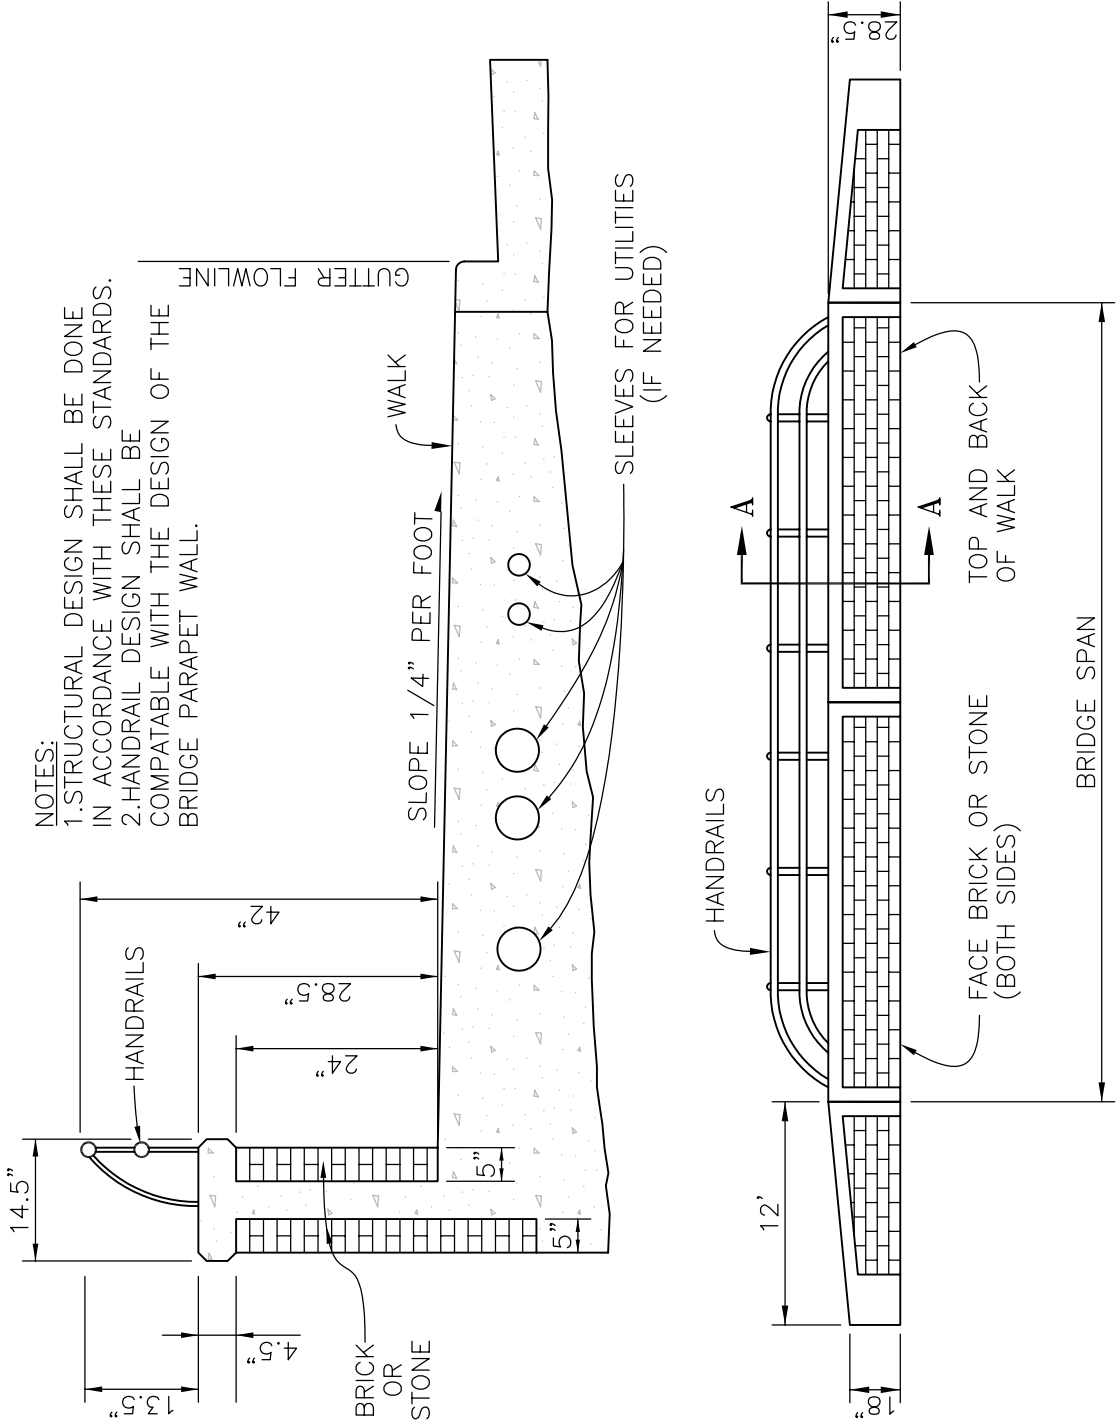 NOTES:
1.STRUCTURAL DESIGN SHALL BE DONE
IN ACCORDANCE WITH THESE STANDARDS.
2.HANDRAIL DESIGN SHALL BE
COMPATABLE WITH THE DESIGN OF THE
BRIDGE PARAPET WALL.
14.5"
HANDRAILS
42"
28.5"
24"
13.5"
4.5"
5"
5"
BRICK
OR
STONE
SLOPE 1/4" PER FOOT
WALK
GUTTER FLOWLINE
SLEEVES FOR UTILITIES
(IF NEEDED)
HANDRAILS
A
A
28.5"
12'
18"
FACE BRICK OR STONE
(BOTH SIDES)
TOP AND BACK
OF WALK
BRIDGE SPAN